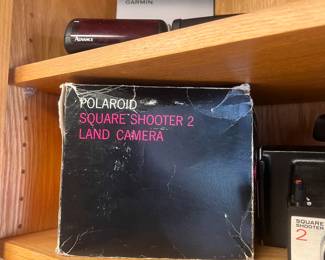 GARMIN
ADVANCE
POLAROID
SQUARE SHOOTER 2
LAND CAMERA
SQUARE
SHOOTER
2